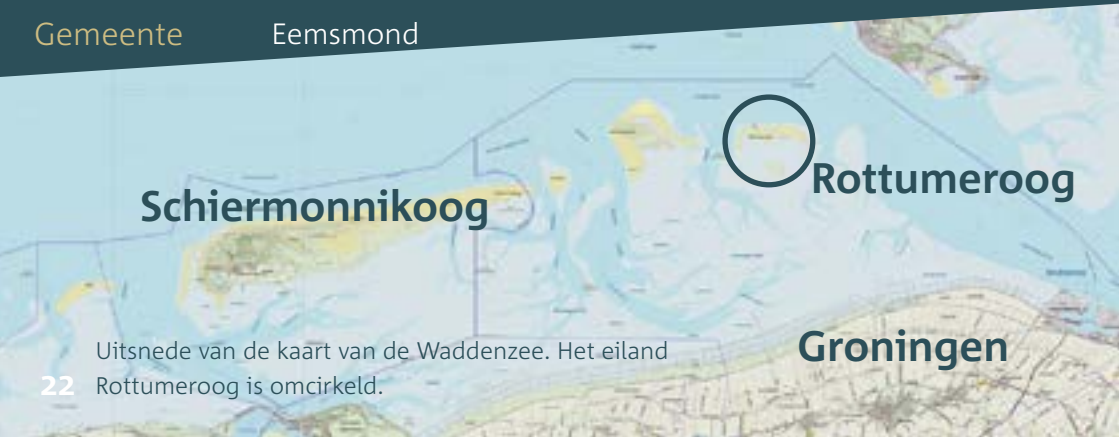 Gemeente Eemsmond
Rottumeroog
Schiermonnikoog
Groningen
Uitsnede van de kaart van de Waddenzee. Het eiland
22 Rottumeroog is omcirkeld.